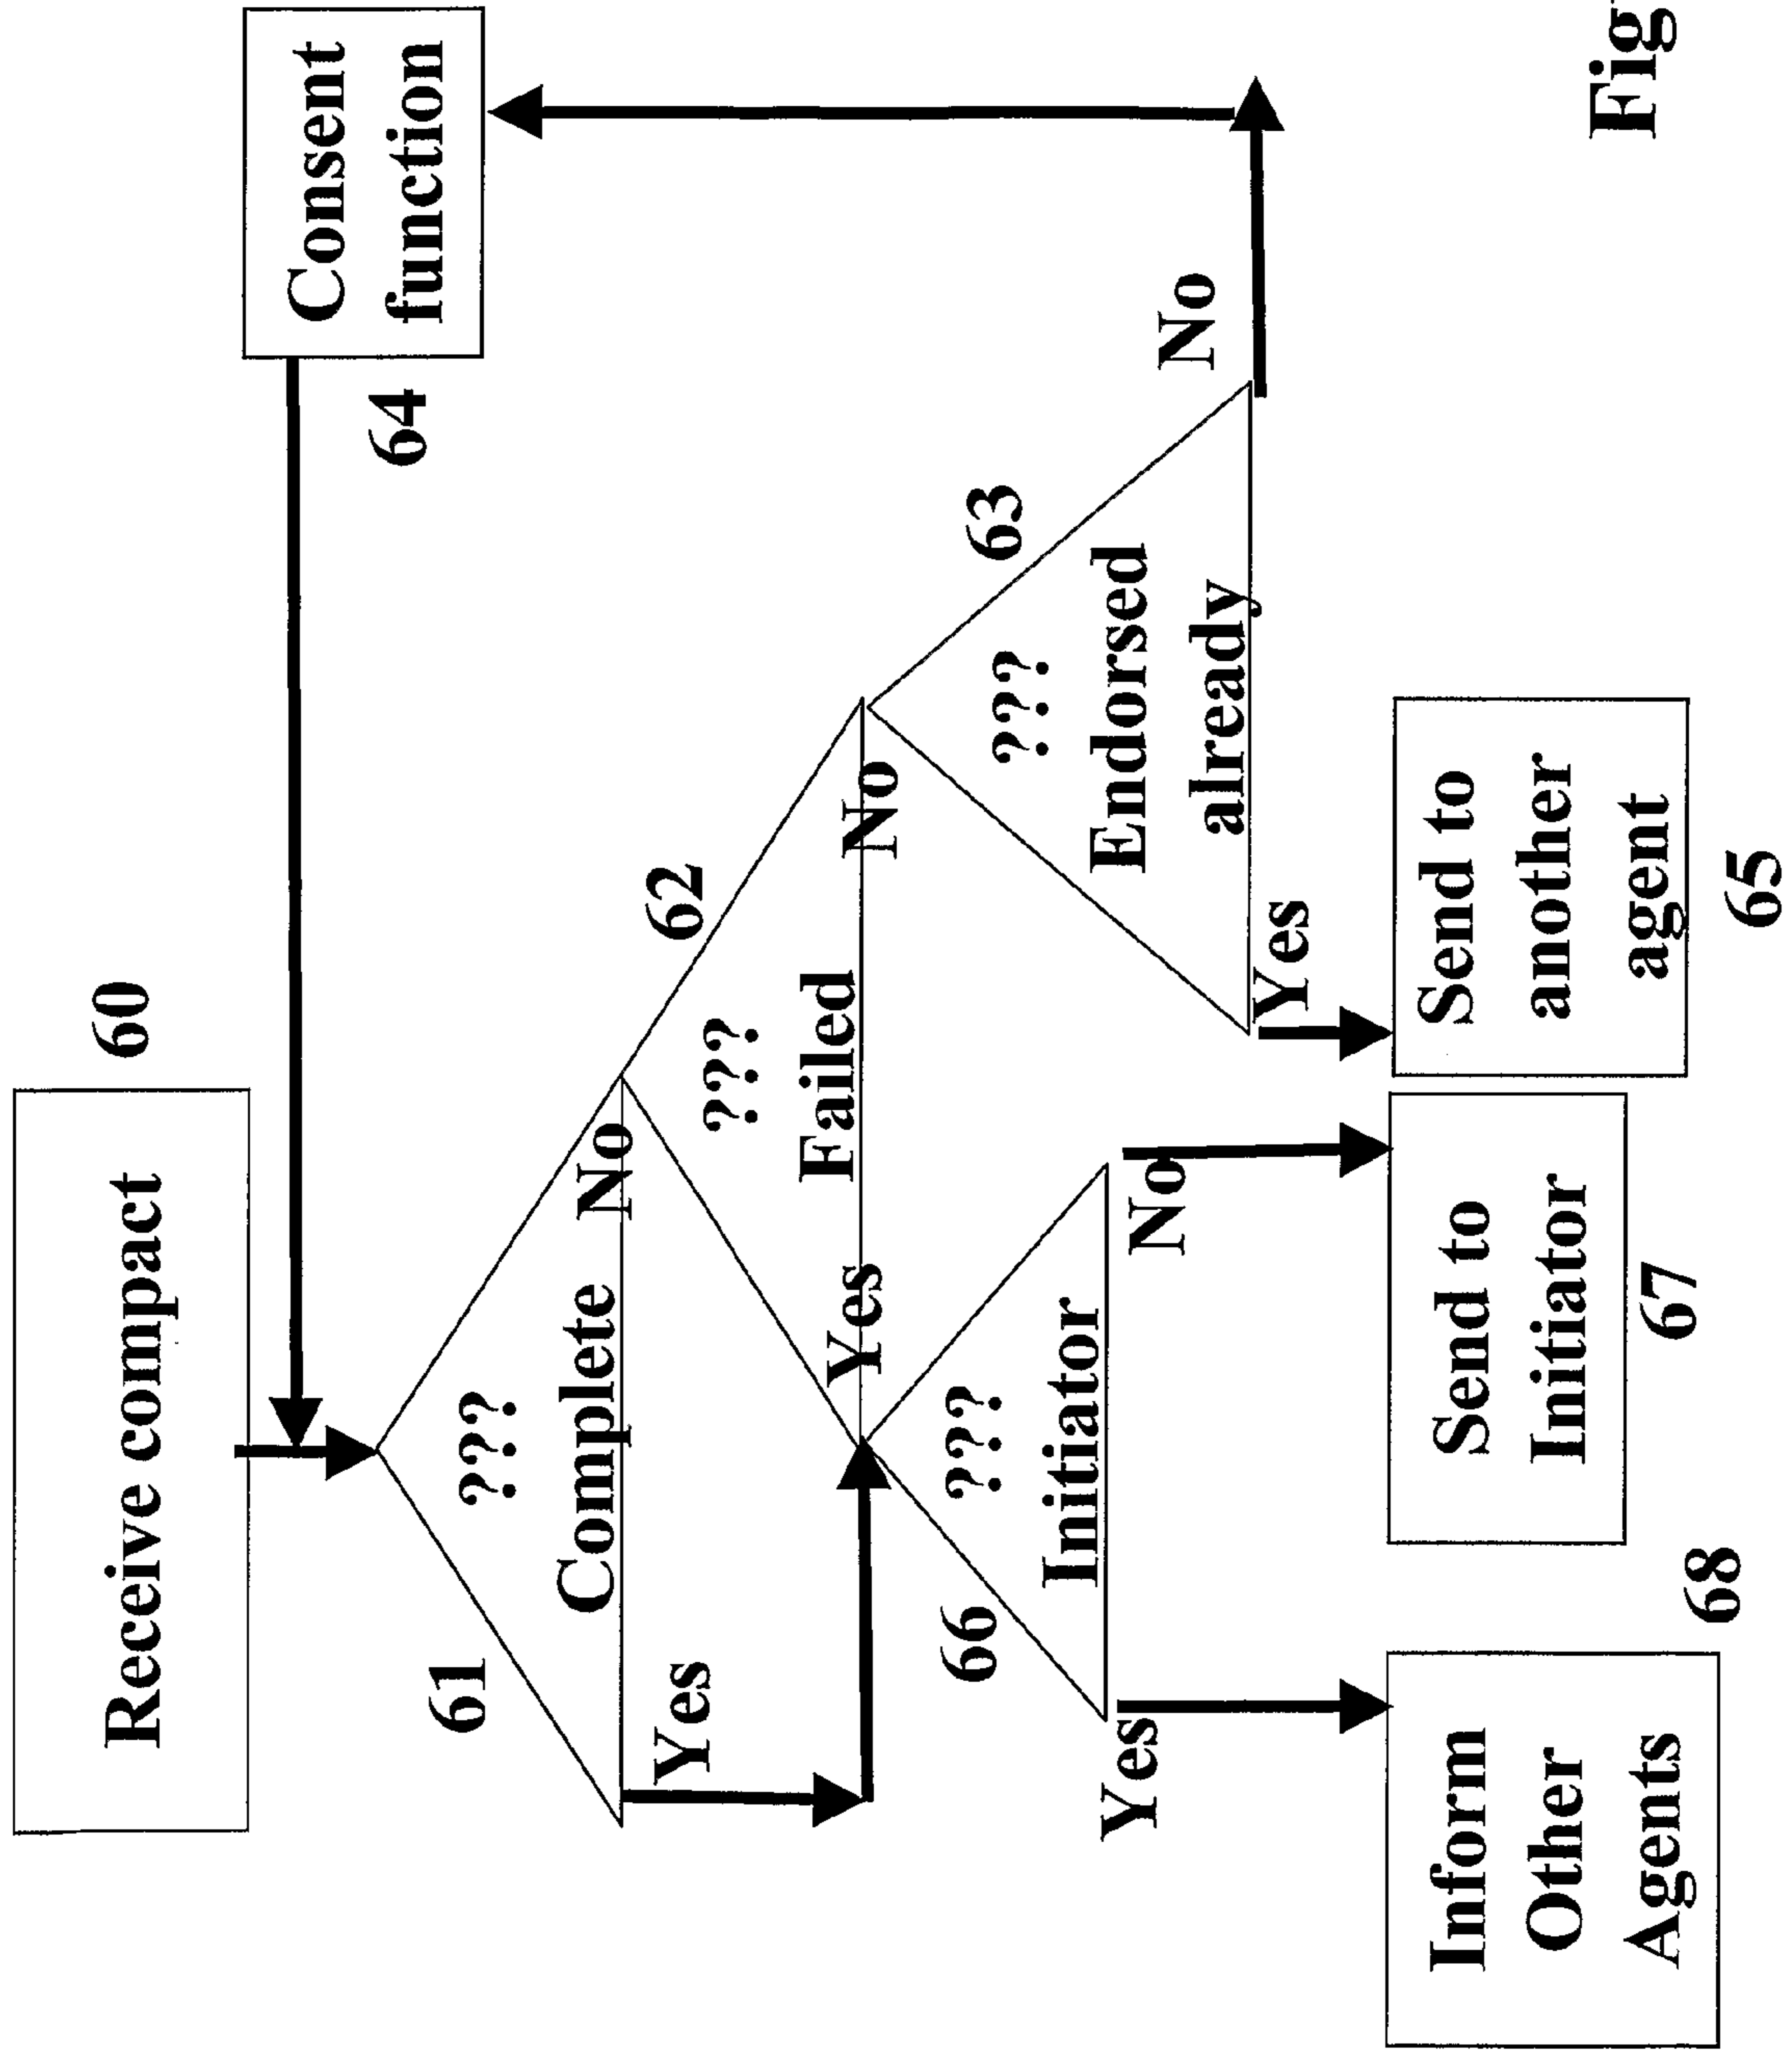 Receive compact
60
Consent
function
64
61
???
Complete
Yes
No
62
???
Failed
Yes
No
63
???
Endorsed
already
Yes
No
66
???
Initiator
Yes
No
Inform
Other
Agents
68
Send to
Initiator
67
Send to
another
agent
65
Fig